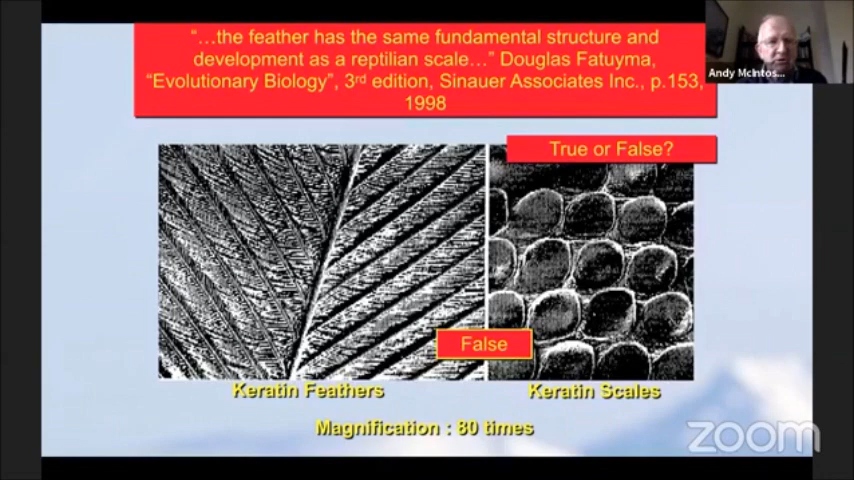 “…the feather has the same fundamental structure and
development as a reptilian scale…” Douglas Fatuyma,
“Evolutionary Biology”, 3rd edition, Sinauer Associates Inc., p.153,
1998
Andy McIntos...
True or False?
False
Keratin Feathers
Keratin Scales
Magnification : 80 times
zoom